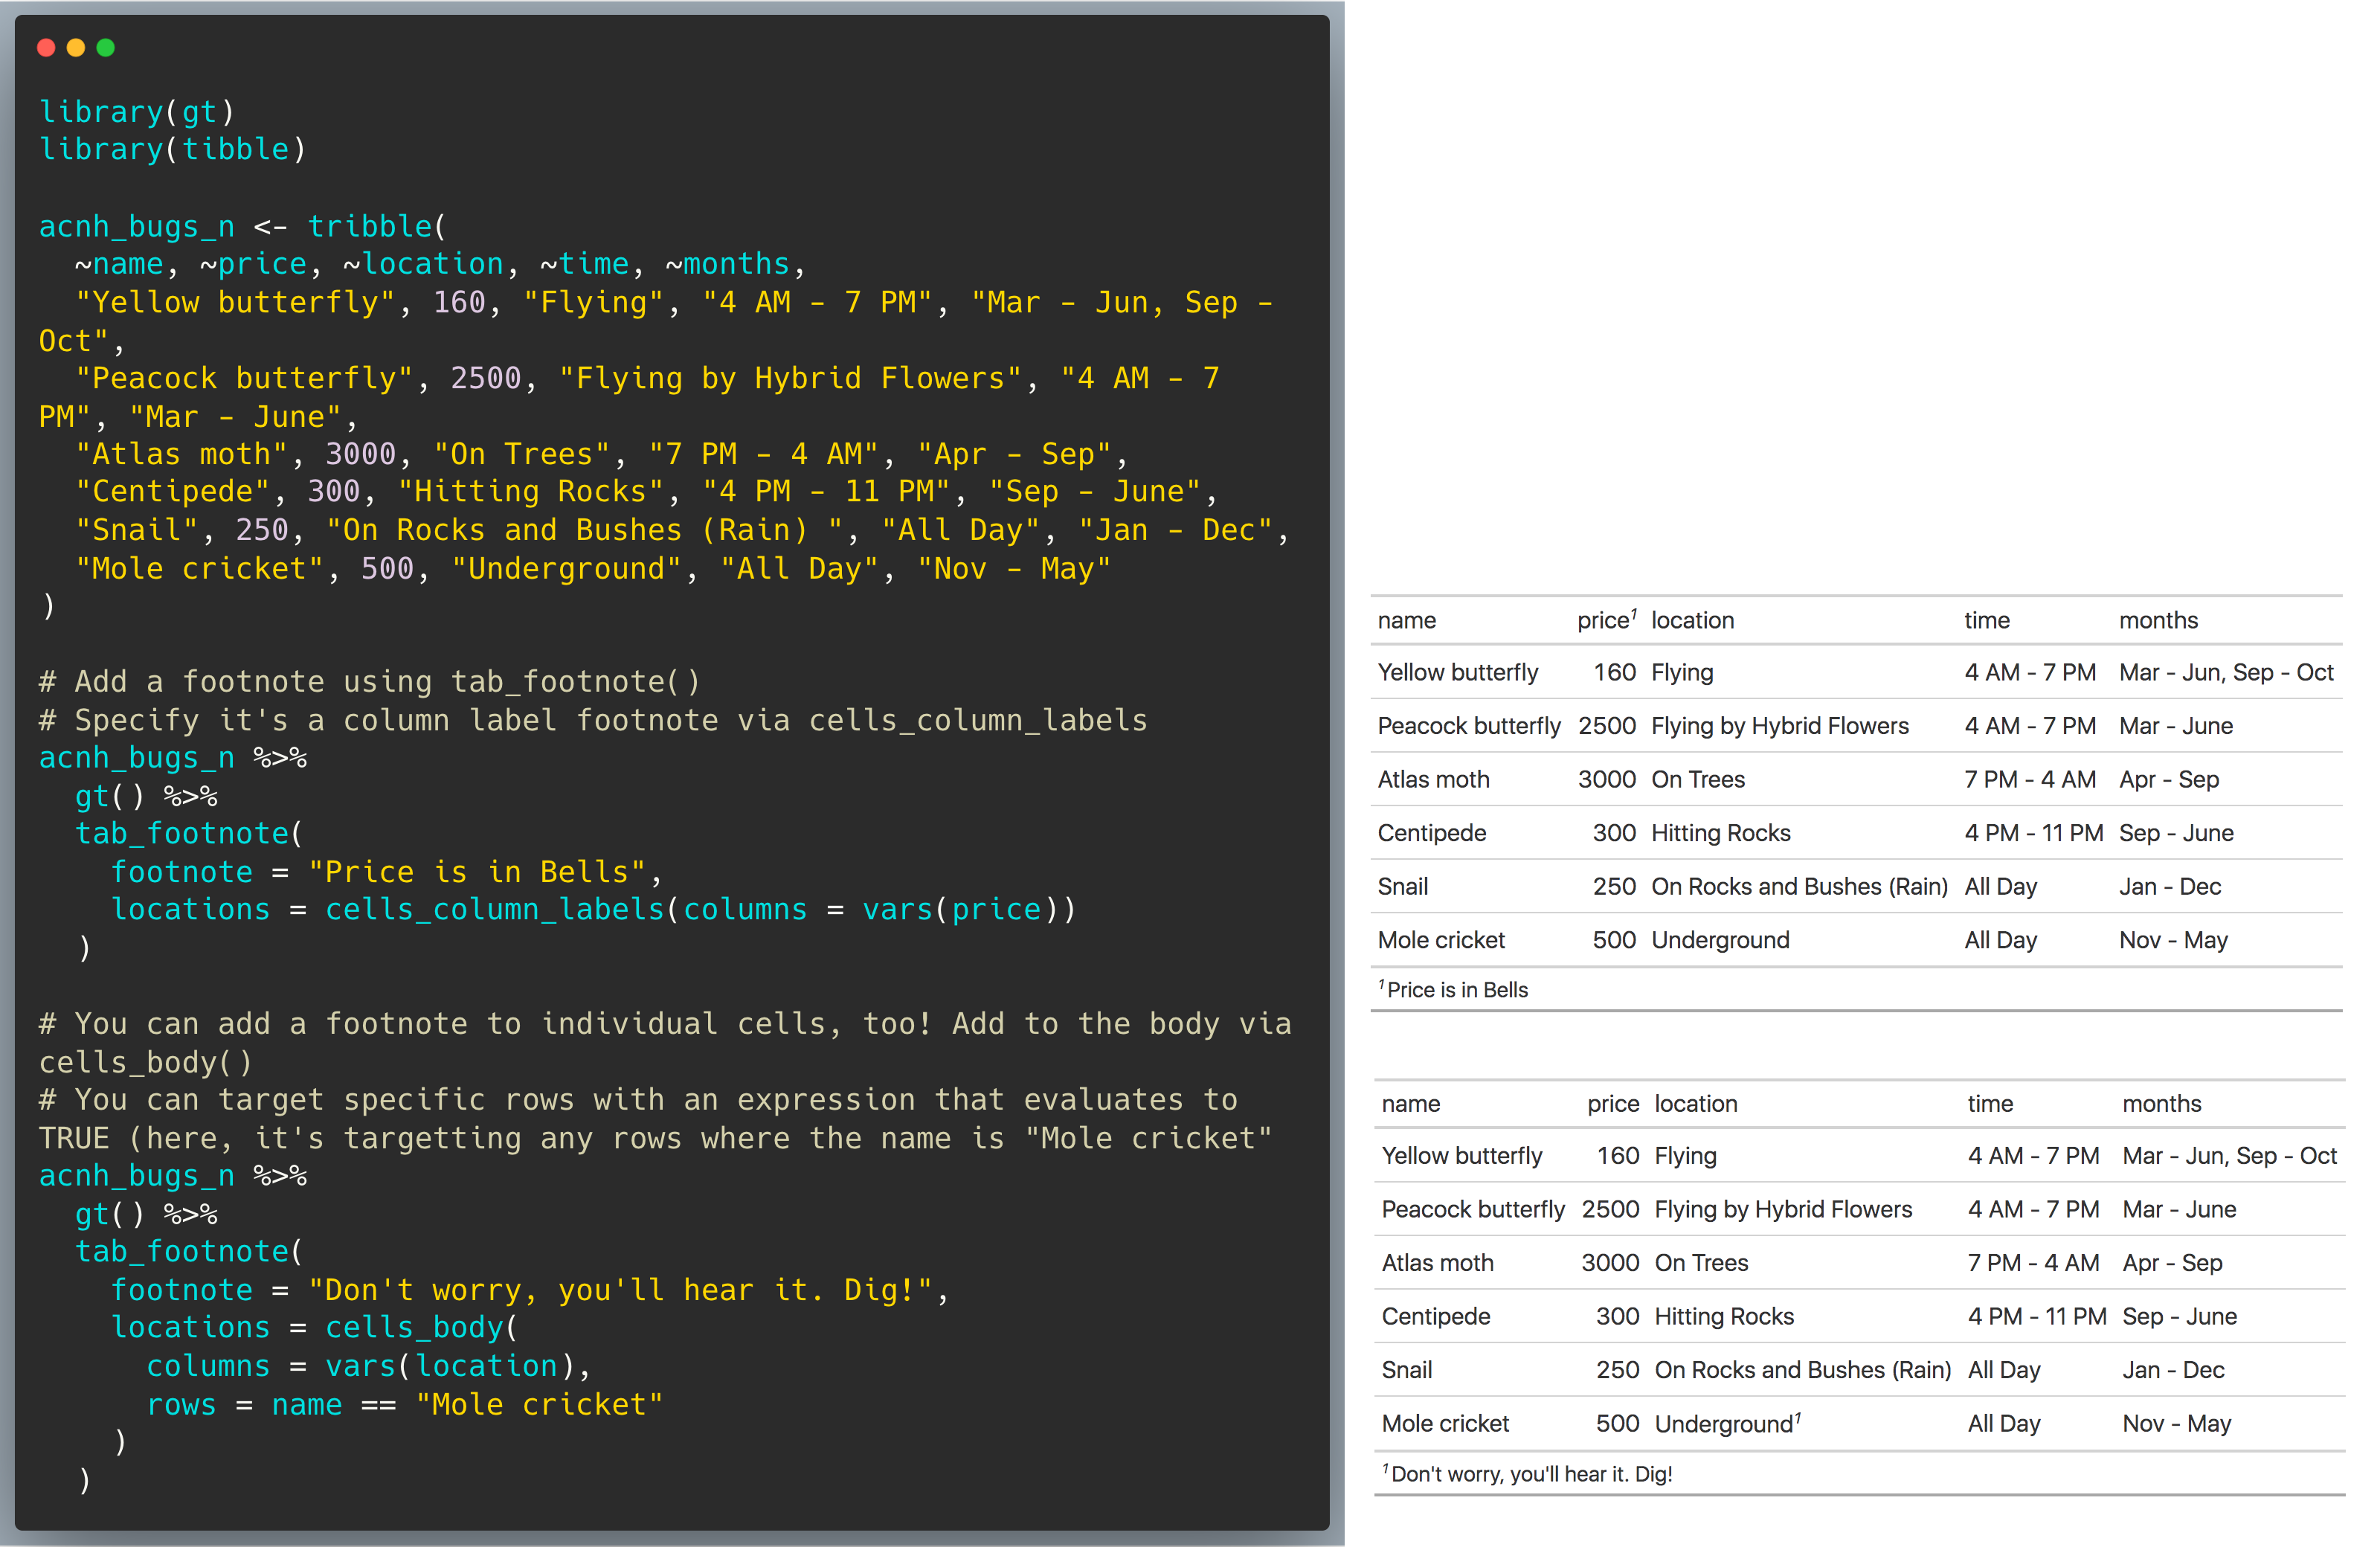 library(gt)
library(tibble)
acnh_bugs_n <- tribble(
  ~name, ~price, ~location, ~time, ~months,
  "Yellow butterfly", 160, "Flying", "4 AM - 7 PM", "Mar - Jun, Sep -
Oct",
  "Peacock butterfly", 2500, "Flying by Hybrid Flowers", "4 AM - 7
PM", "Mar - June",
  "Atlas moth", 3000, "On Trees", "7 PM - 4 AM", "Apr - Sep",
  "Centipede", 300, "Hitting Rocks", "4 PM - 11 PM", "Sep - June",
  "Snail", 250, "On Rocks and Bushes (Rain) ", "All Day", "Jan - Dec",
  "Mole cricket", 500, "Underground", "All Day", "Nov - May"
)
# Add a footnote using tab_footnote()
# Specify it's a column label footnote via cells_column_labels
acnh_bugs_n %>%
  gt() %>%
  tab_footnote(
    footnote = "Price is in Bells",
    locations = cells_column_labels(columns = vars(price))
  )
# You can add a footnote to individual cells, too! Add to the body via
cells_body()
# You can target specific rows with an expression that evaluates to
TRUE (here, it's targetting any rows where the name is "Mole cricket"
acnh_bugs_n %>%
  gt() %>%
  tab_footnote(
    footnote = "Don't worry, you'll hear it. Dig!",
    locations = cells_body(
      columns = vars(location),
      rows = name == "Mole cricket"
    )
  )
name price1 location time months
Yellow butterfly 160 Flying 4 AM - 7 PM Mar - Jun, Sep - Oct
Peacock butterfly 2500 Flying by Hybrid Flowers 4 AM - 7 PM Mar - June
Atlas moth 3000 On Trees 7 PM - 4 AM Apr - Sep
Centipede 300 Hitting Rocks 4 PM - 11 PM Sep - June
Snail 250 On Rocks and Bushes (Rain) All Day Jan - Dec
Mole cricket 500 Underground All Day Nov - May
1 Price is in Bells
name price location time months
Yellow butterfly 160 Flying 4 AM - 7 PM Mar - Jun, Sep - Oct
Peacock butterfly 2500 Flying by Hybrid Flowers 4 AM - 7 PM Mar - June
Atlas moth 3000 On Trees 7 PM - 4 AM Apr - Sep
Centipede 300 Hitting Rocks 4 PM - 11 PM Sep - June
Snail 250 On Rocks and Bushes (Rain) All Day Jan - Dec
Mole cricket 500 Underground1 All Day Nov - May
1 Don't worry, you'll hear it. Dig!